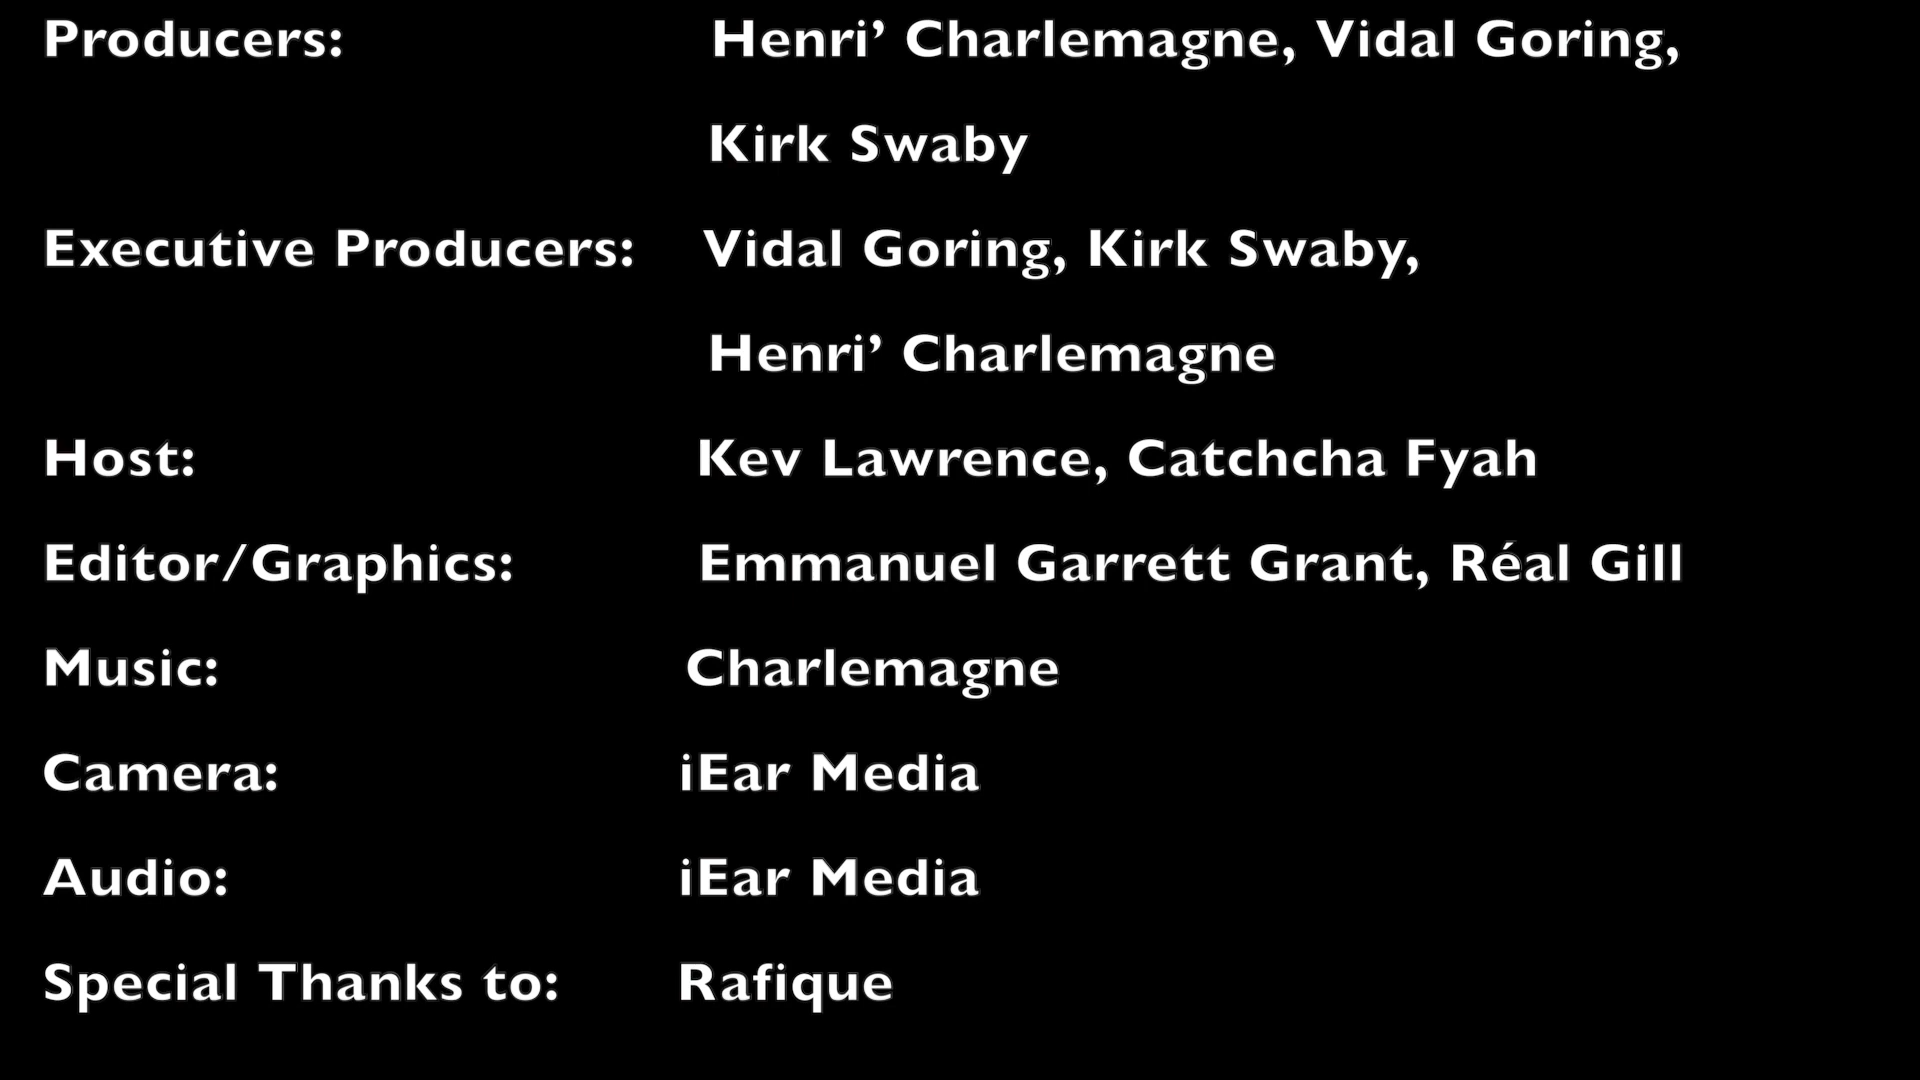 Producers: Henri’ Charlemagne, Vidal Goring,
Kirk Swaby
Executive Producers: Vidal Goring, Kirk Swaby,
Henri’ Charlemagne
Host: Kev Lawrence, Catchcha Fyah
Editor/Graphics: Emmanuel Garrett Grant, Réal Gill
Music: Charlemagne
Camera: iEar Media
Audio: iEar Media
Special Thanks to: Rafique